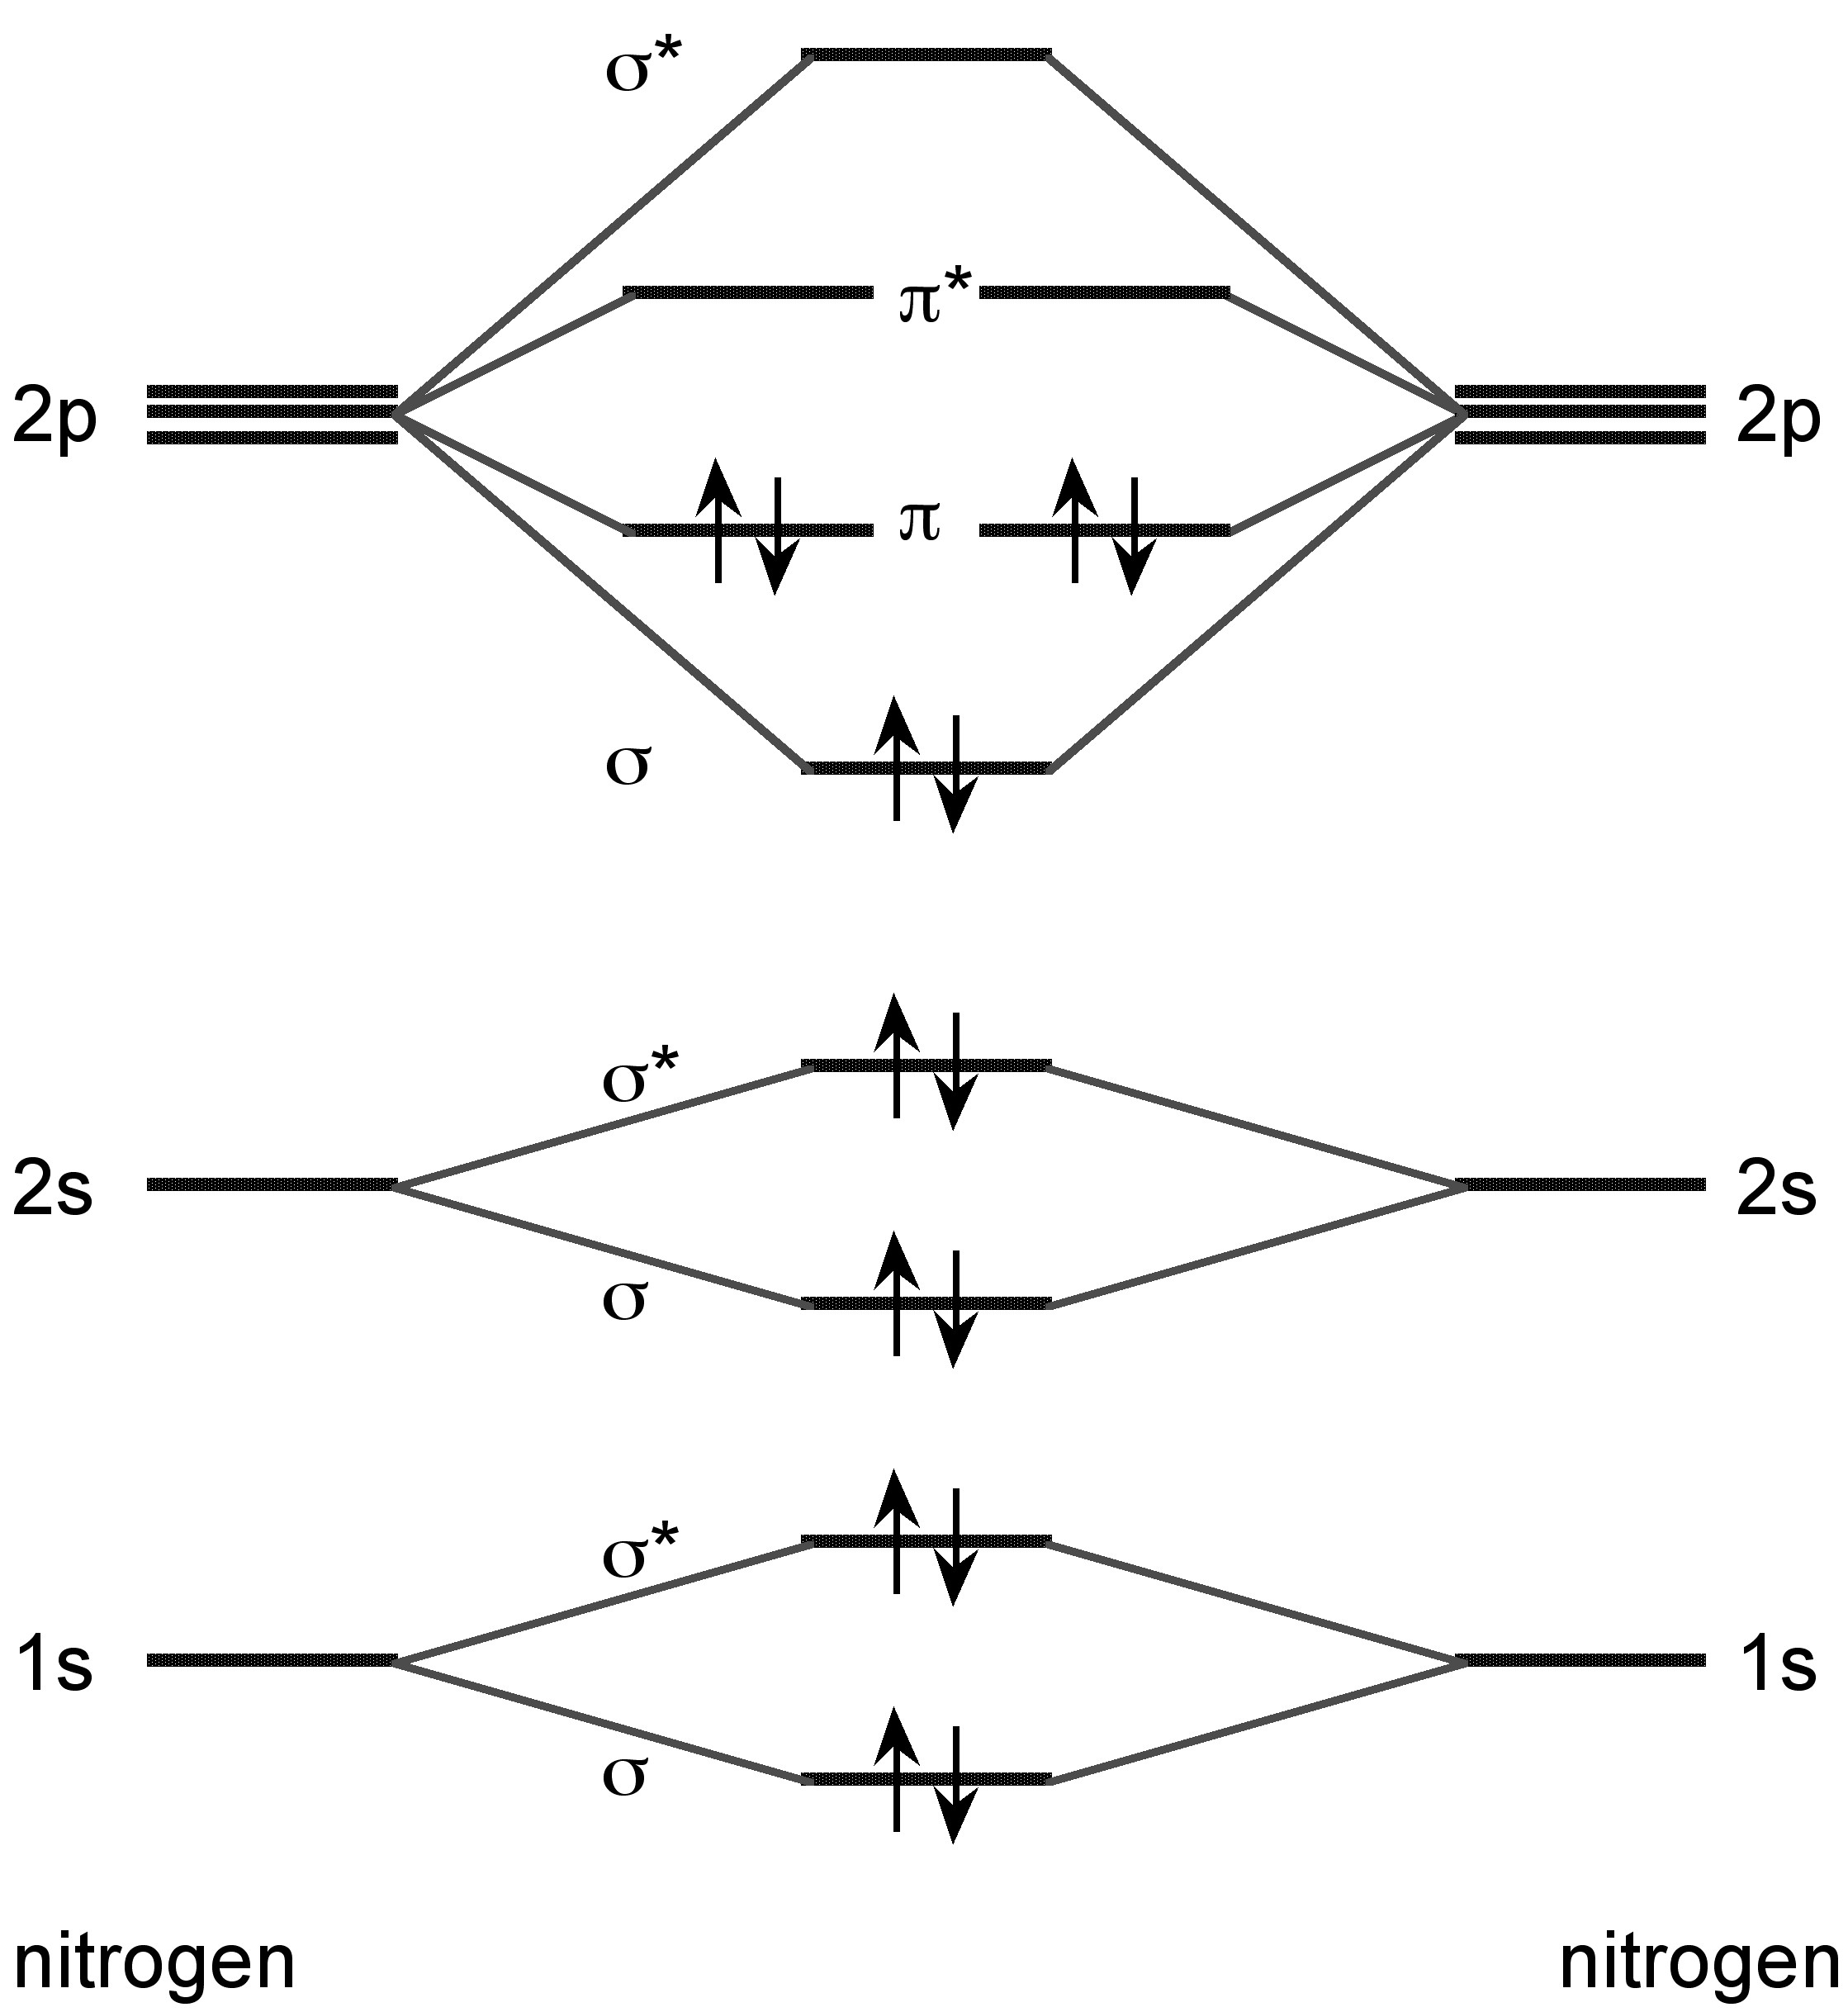 σ*
π*
2p 2p
π
σ
σ*
2s 2s
σ
σ*
1s 1s
σ
nitrogen nitrogen